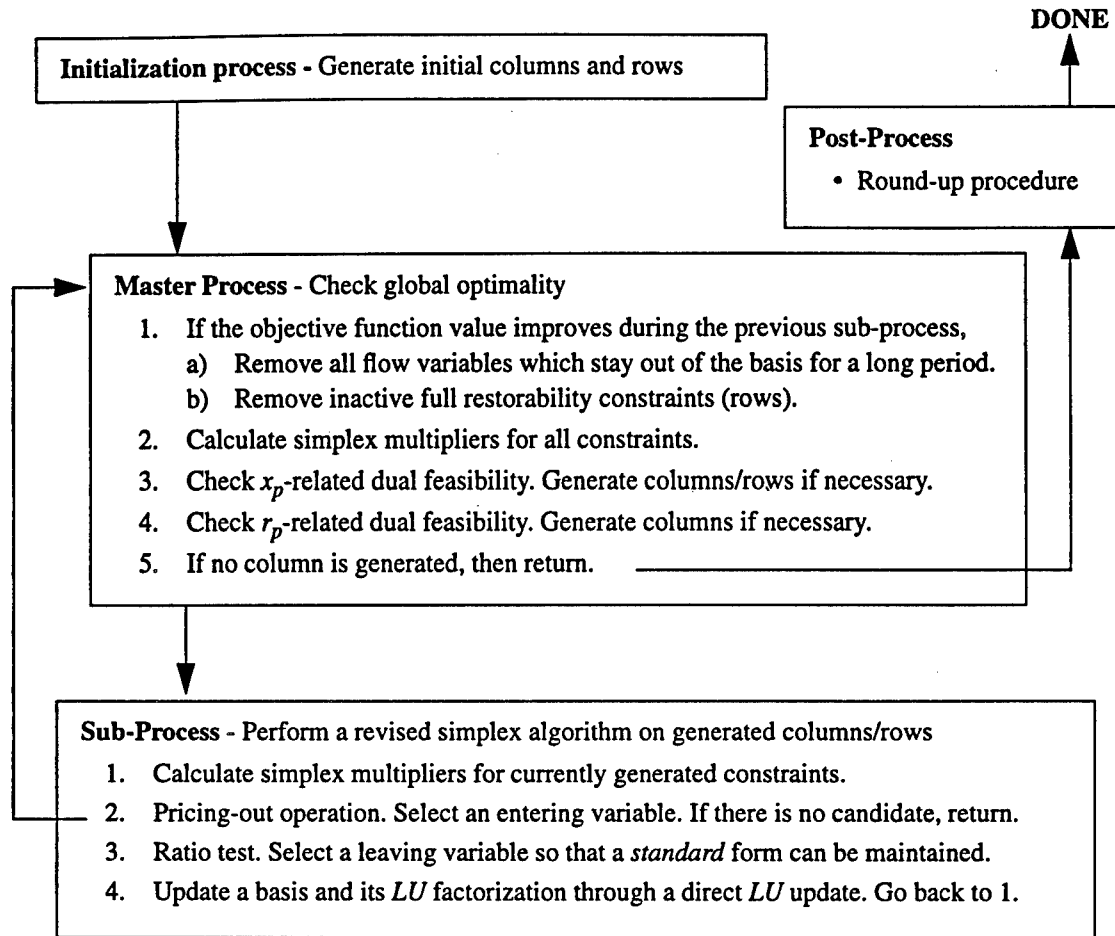 DONE
Initialization process - Generate initial columns and rows
Post-Process
• Round-up procedure
Master Process - Check global optimality
1. If the objective function value improves during the previous sub-process,
a) Remove all flow variables which stay out of the basis for a long period.
b) Remove inactive full restorability constraints (rows).
2. Calculate simplex multipliers for all constraints.
3. Check xp-related dual feasibility. Generate columns/rows if necessary.
4. Check rp-related dual feasibility. Generate columns if necessary.
5. If no column is generated, then return.
Sub-Process - Perform a revised simplex algorithm on generated columns/rows
1. Calculate simplex multipliers for currently generated constraints.
2. Pricing-out operation. Select an entering variable. If there is no candidate, return.
3. Ratio test. Select a leaving variable so that a standard form can be maintained.
4. Update a basis and its LU factorization through a direct LU update. Go back to 1.